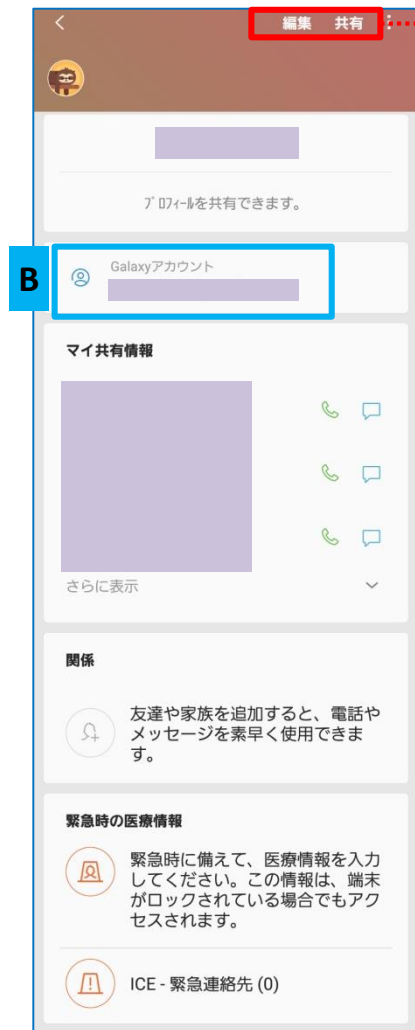 編集 共有
ﾌﾟﾛﾌｨｰﾙを共有できます。
B
Galaxyアカウント
マイ共有情報
さらに表示
関係
友達や家族を追加すると、電話や
メッセージを素早く使用できま
す。
緊急時の医療情報
緊急時に備えて、医療情報を入力
してください。この情報は、端末
がロックされている場合でもアク
セスされます。
ICE - 緊急連絡先 (0)